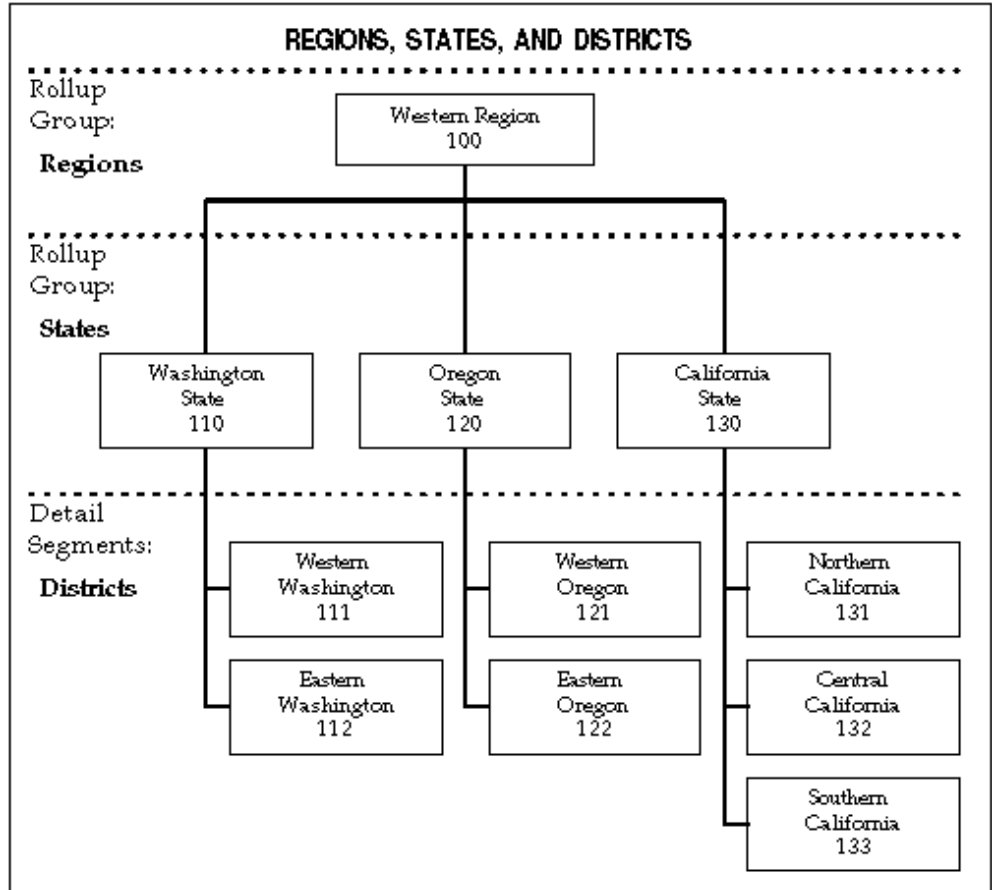 REGIONS, STATES, AND DISTRICTS
Rollup
Group:
Regions
Western Region
100
Rollup
Group:
States
Washington
State
110
Oregon
State
120
California
State
130
Detail
Segments:
Districts
Western
Washington
111
Western
Oregon
121
Northern
California
131
Eastern
Washington
112
Eastern
Oregon
122
Central
California
132
Southern
California
133